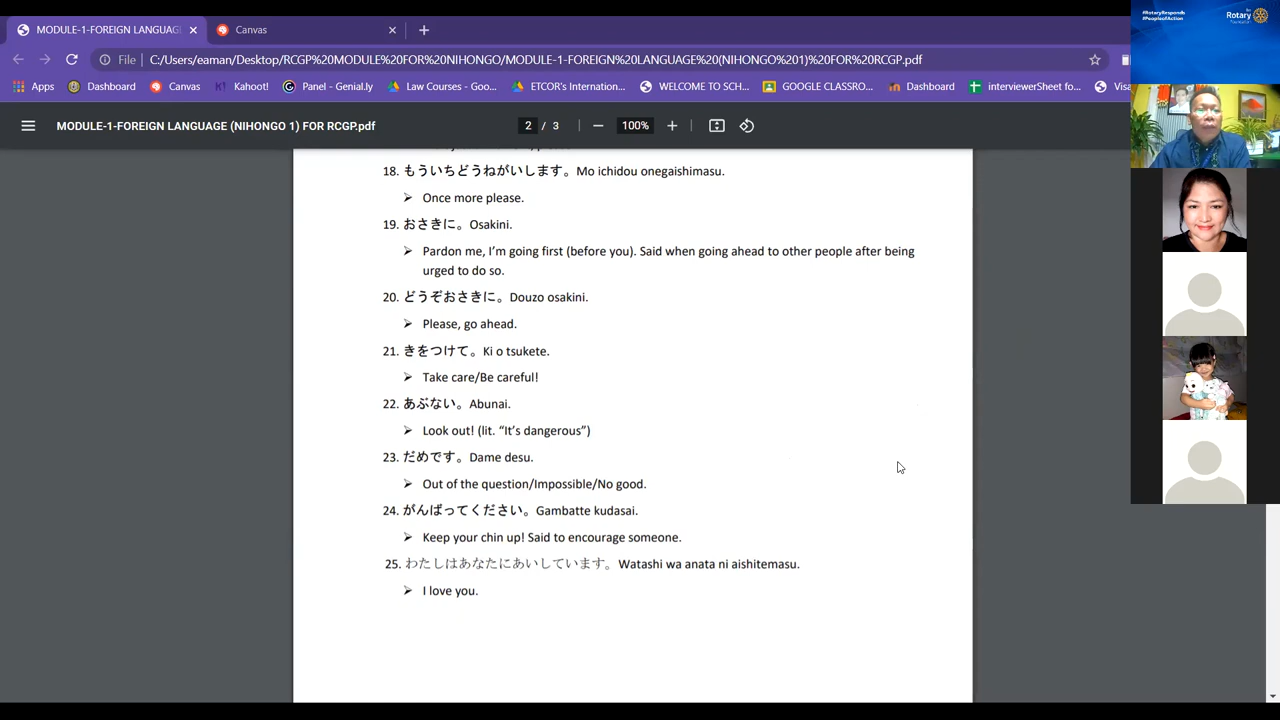 MODULE-1-FOREIGN LANGUAG
Canvas
#RotaryResponds
#PeopleofAction
Rotary
File
C:/Users/eaman/Desktop/RCGP%20MODULE%20FOR%20NIHONGO/MODULE-1-FOREIGN%20LANGUAGE%20(NIHONGO%201)%20FOR%20RCGP.pdf
Apps
Dashboard
Canvas
Kahoot!
Panel - Genial.ly
Law Courses - Goo...
ETCOR's Internation...
WELCOME TO SCH...
GOOGLE CLASSRO...
Dashboard
interviewerSheet fo...
Visa
MODULE-1-FOREIGN LANGUAGE (NIHONGO 1) FOR RCGP.pdf
2 / 3
100%
18. もういちどうねがいします。Mo ichidou onegaishimasu.
➢ Once more please.
19. おさきに。Osakini.
➢ Pardon me, I'm going first (before you). Said when going ahead to other people after being
urged to do so.
20. どうぞおさきに。Douzo osakini.
➢ Please, go ahead.
21. きをつけて。Ki o tsukete.
➢ Take care/Be careful!
22. あぶない。Abunai.
➢ Look out! (lit. "It's dangerous")
23. だめです。Dame desu.
➢ Out of the question/Impossible/No good.
24. がんばってください。Gambatte kudasai.
➢ Keep your chin up! Said to encourage someone.
25. わたしはあなたにあいしています。Watashi wa anata ni aishitemasu.
➢ I love you.